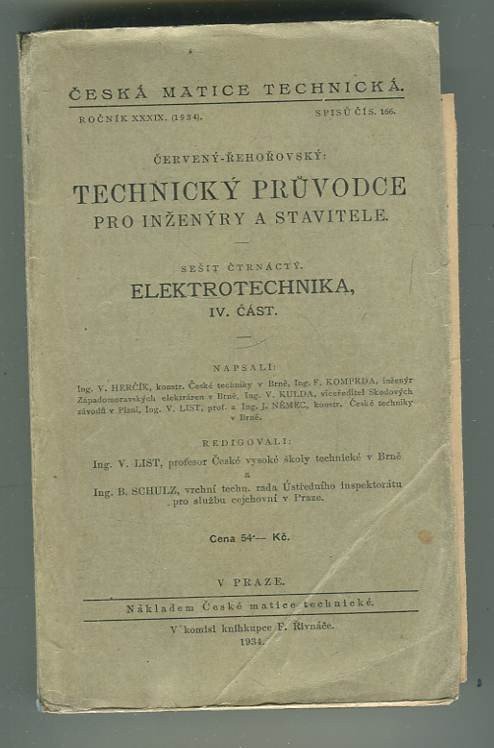 ČESKÁ MATICE TECHNICKÁ.
ROČNÍK XXXIX. (1934). SPISŮ ČÍS. 166.
ČERVENÝ-ŘEHOŘOVSKÝ:
TECHNICKÝ PRŮVODCE
PRO INŽENÝRY A STAVITELE.
SEŠIT ČTRNÁCTÝ.
ELEKTROTECHNIKA,
IV. ČÁST.
NAPSALI:
Ing. V. HERČÍK, konstr. České techniky v Brně, Ing. F. KOMPRDA, inženýr
Západomoravských elektráren v Brně, Ing. V. KULDA, viceředitel Škodových
závodů v Plzni, Ing. V. LIST, prof. a Ing. J. NĚMEC, konstr. České techniky
v Brně.
REDIGOVALI:
Ing. V. LIST, profesor České vysoké školy technické v Brně
a
Ing. B. SCHULZ, vrchní techn. rada Ústředního inspektorátu
pro službu cejchovní v Praze.
Cena 54·— Kč.
V PRAZE.
Nákladem České matice technické.
V komisi knihkupce F. Řivnáče.
1934.